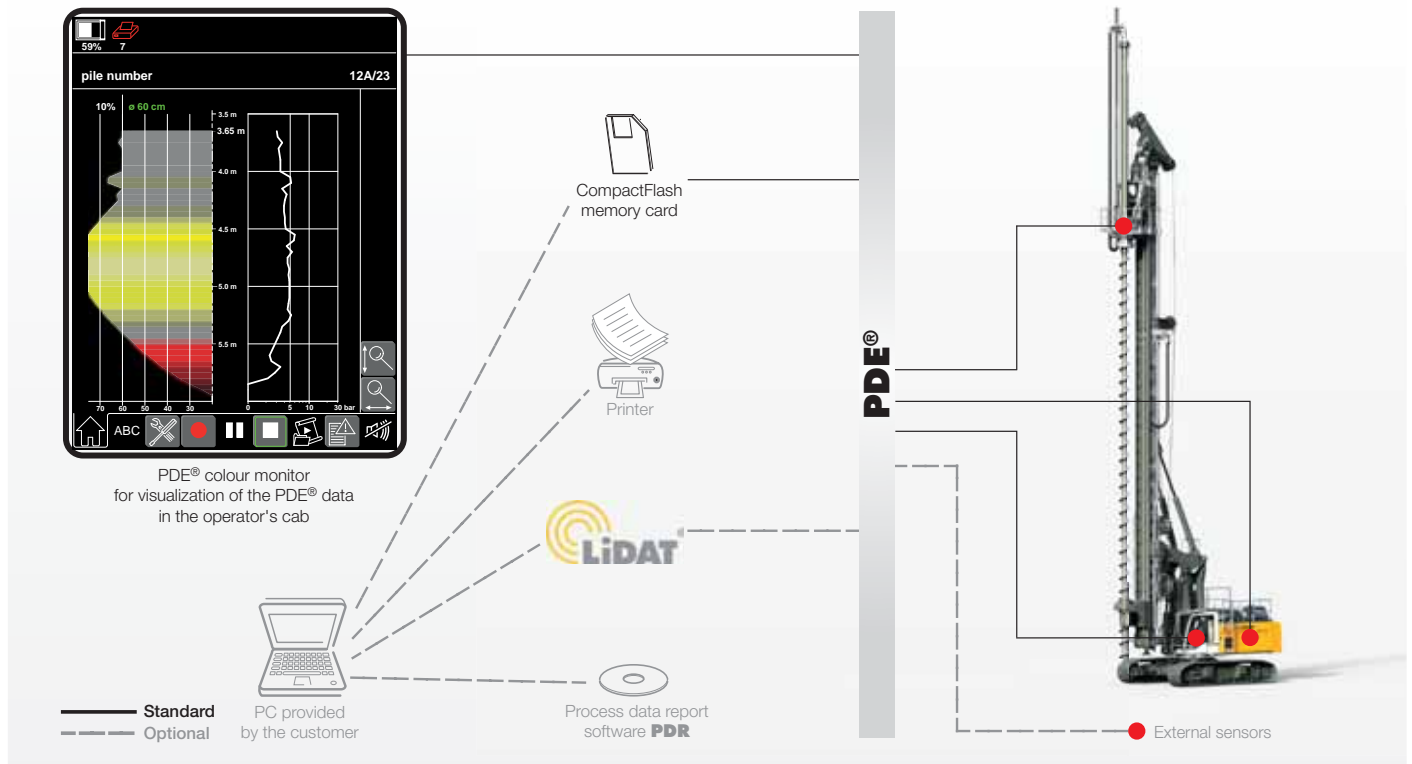 59% 7
pile number 12A/23
10% ø 60 cm
3.5 m
3.65 m
4.0 m
4.5 m
5.0 m
5.5 m
70 60 50 40 30 0 5 10 30 bar
ABC
PDE® colour monitor
for visualization of the PDE® data
in the operator's cab
CompactFlash
memory card
Printer
LiDAT
PC provided
by the customer
Process data report
software PDR
Standard
Optional
PDE®
External sensors